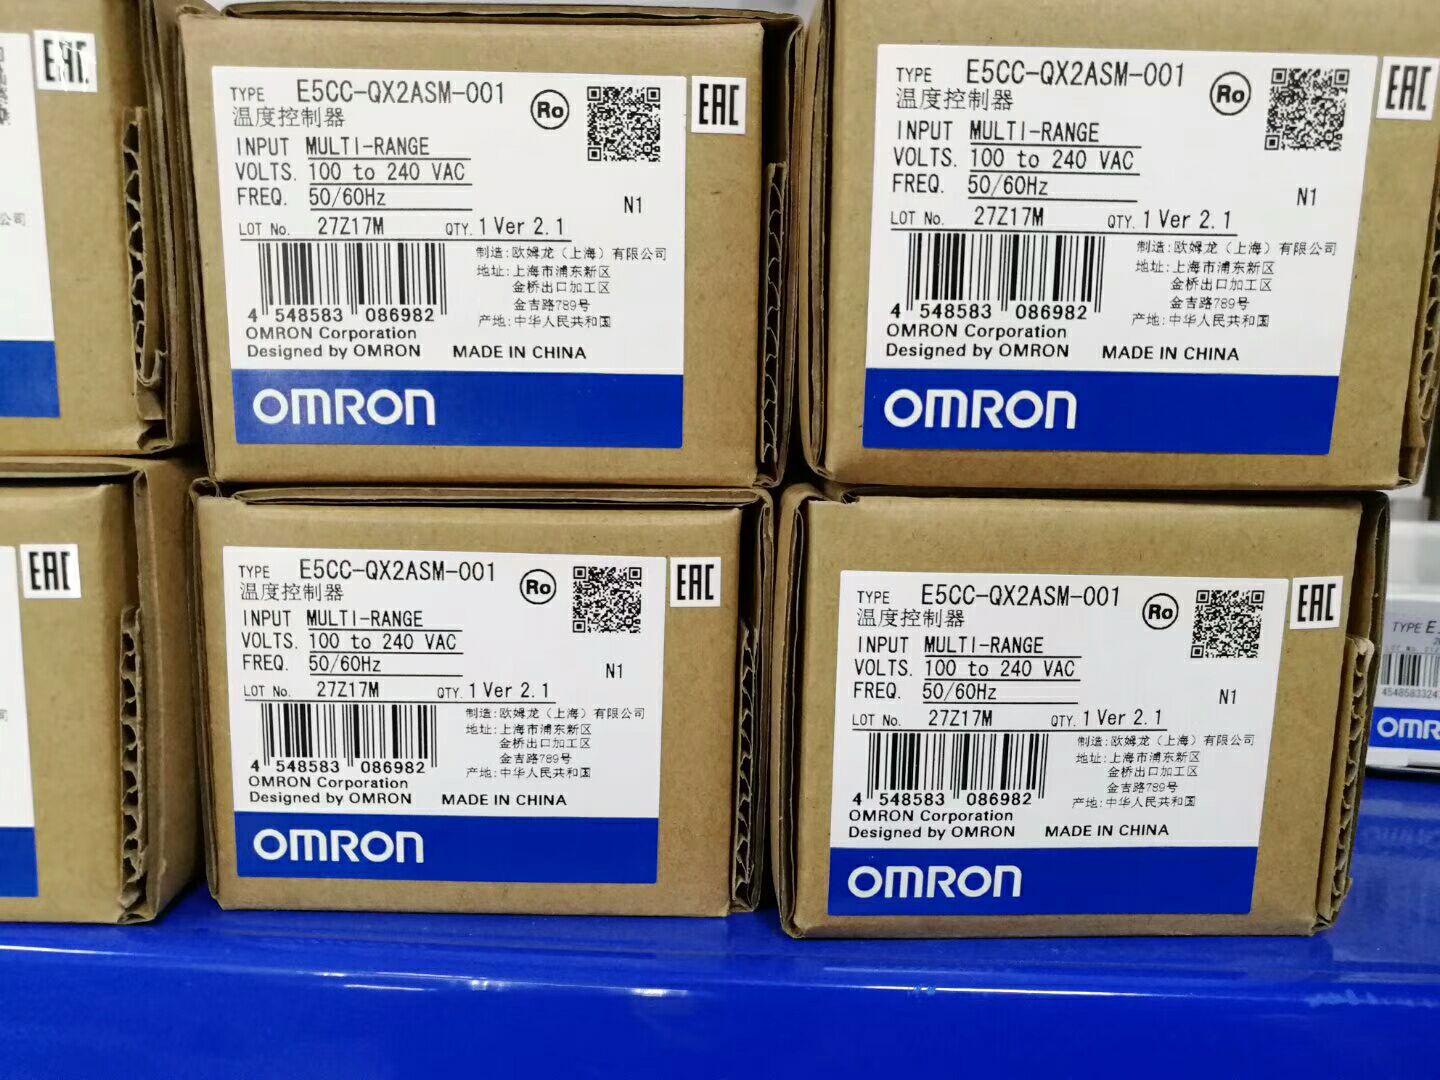 EAC
TYPE E5CC-QX2ASM-001
温度控制器
Ro
EAC
INPUT MULTI-RANGE
VOLTS. 100 to 240 VAC
FREQ. 50/60Hz
N1
LOT No. 27Z17M QTY. 1 Ver 2.1
制造:欧姆龙（上海）有限公司
地址:上海市浦东新区
金桥出口加工区
金吉路789号
产地:中华人民共和国
4 548583 086982
OMRON Corporation
Designed by OMRON MADE IN CHINA
OMRON
TYPE E5CC-QX2ASM-001
温度控制器
Ro
EAC
INPUT MULTI-RANGE
VOLTS. 100 to 240 VAC
FREQ. 50/60Hz
N1
LOT No. 27Z17M QTY. 1 Ver 2.1
制造:欧姆龙（上海）有限公司
地址:上海市浦东新区
金桥出口加工区
金吉路789号
产地:中华人民共和国
4 548583 086982
OMRON Corporation
Designed by OMRON MADE IN CHINA
OMRON
公司
EAC
TYPE E5CC-QX2ASM-001
温度控制器
Ro
EAC
INPUT MULTI-RANGE
VOLTS. 100 to 240 VAC
FREQ. 50/60Hz
N1
LOT No. 27Z17M QTY. 1 Ver 2.1
制造:欧姆龙（上海）有限公司
地址:上海市浦东新区
金桥出口加工区
金吉路789号
产地:中华人民共和国
4 548583 086982
OMRON Corporation
Designed by OMRON MADE IN CHINA
OMRON
TYPE E5CC-QX2ASM-001
温度控制器
Ro
EAC
INPUT MULTI-RANGE
VOLTS. 100 to 240 VAC
FREQ. 50/60Hz
N1
LOT No. 27Z17M QTY. 1 Ver 2.1
制造:欧姆龙（上海）有限公司
地址:上海市浦东新区
金桥出口加工区
金吉路789号
产地:中华人民共和国
4 548583 086982
OMRON Corporation
Designed by OMRON MADE IN CHINA
OMRON
TYPE
OMR